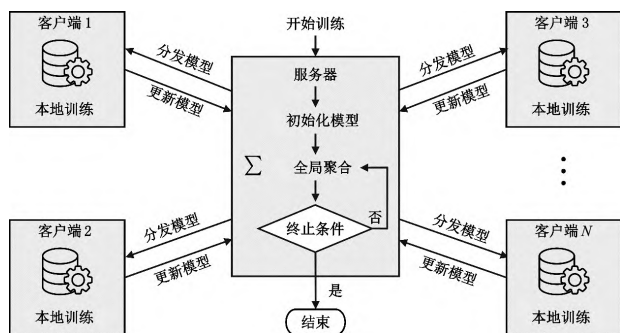 客户端 1
本地训练
分发模型
更新模型
开始训练
服务器
初始化模型
∑
全局聚合
终止条件
否
是
结束
客户端 3
本地训练
分发模型
更新模型
客户端 2
本地训练
分发模型
更新模型
客户端 N
本地训练
分发模型
更新模型